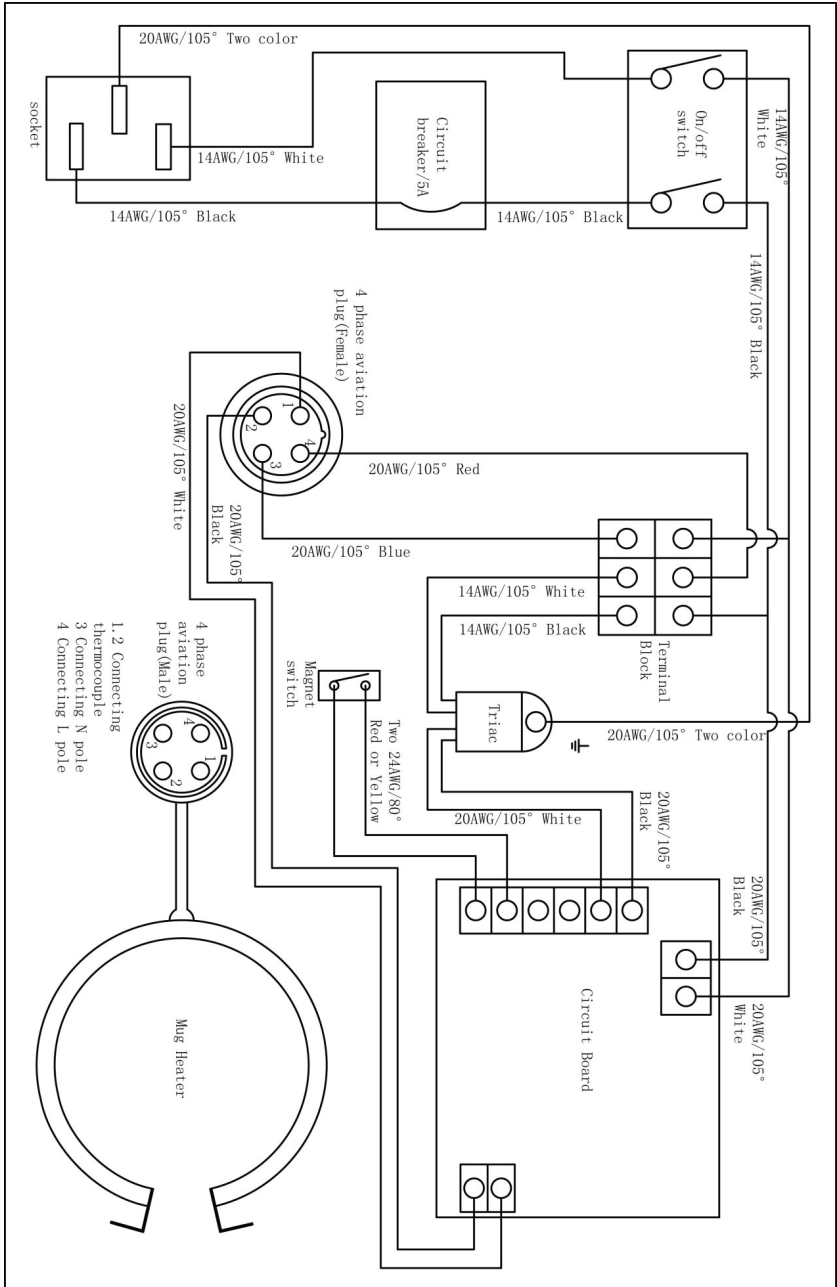 20AWG/105° Two color
socket
14AWG/105° White
14AWG/105° Black
Circuit
breaker/5A
14AWG/105° Black
On/off
switch
14AWG/105°
White
14AWG/105° Black
4 phase aviation
plug(Female)
1
2
3
4
20AWG/105° White
20AWG/105°
Black
20AWG/105° Red
20AWG/105° Blue
14AWG/105° White
14AWG/105° Black
Terminal
Block
Triac
20AWG/105° Two color
Magnet
switch
Two 24AWG/80°
Red or Yellow
20AWG/105° White
20AWG/105°
Black
4 phase
aviation
plug(Male)
1
2
3
4
1.2 Connecting
thermocouple
3 Connecting N pole
4 Connecting L pole
Mug Heater
Circuit Board
20AWG/105°
Black
20AWG/105°
White